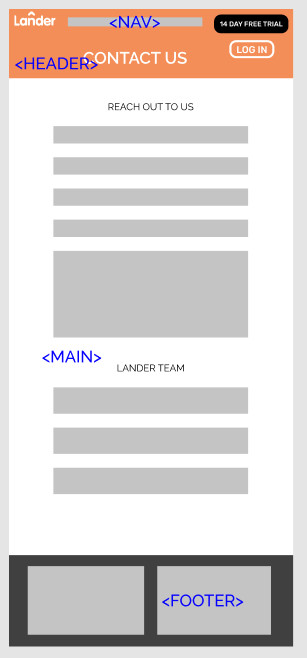 Lander
<NAV>
14 DAY FREE TRIAL
LOG IN
<HEADER>
CONTACT US
REACH OUT TO US
<MAIN>
LANDER TEAM
<FOOTER>